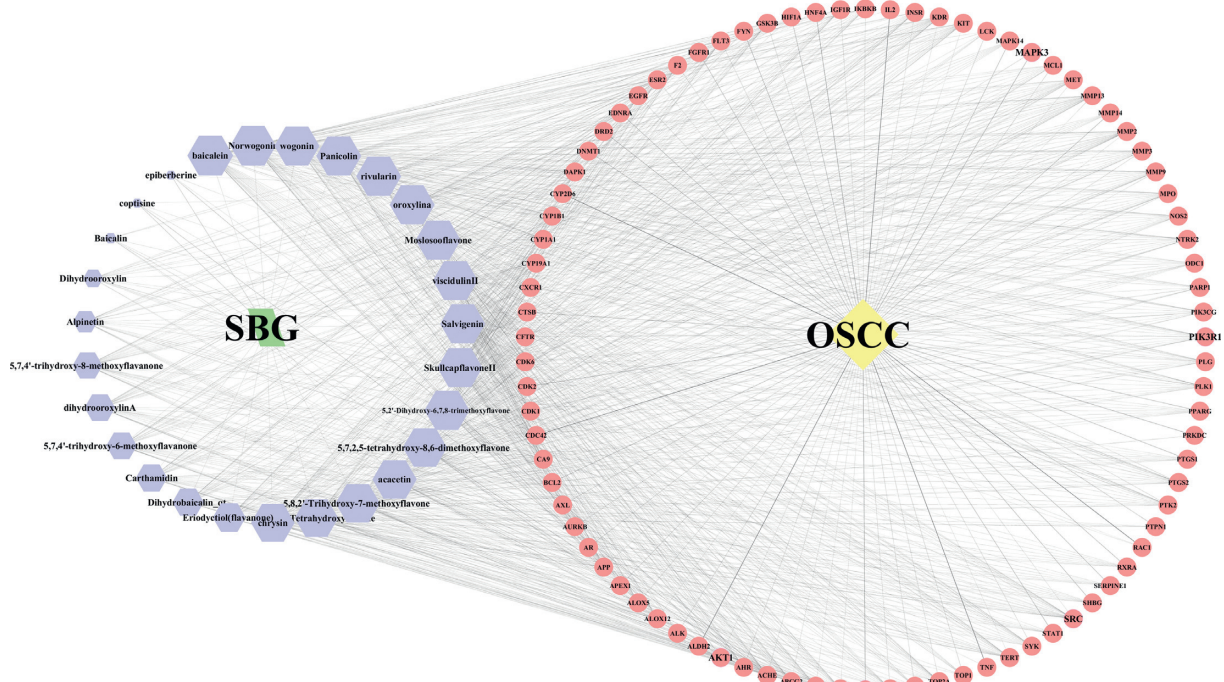 SBG
OSCC
baicalein
Norwogonin
wogonin
Panicolin
rivularin
oroxylina
Moslosooflavone
viscidulinII
Salvigenin
SkullcapflavoneII
5,2'-Dihydroxy-6,7,8-trimethoxyflavone
5,7,2,5-tetrahydroxy-8,6-dimethoxyflavone
acacetin
5,8,2'-Trihydroxy-7-methoxyflavone
chrysin
Eriodyctiol(flavanone)
Carthamidin
5,7,4'-trihydroxy-6-methoxyflavanone
dihydrooroxylinA
5,7,4'-trihydroxy-8-methoxyflavanone
Alpinetin
Dihydrooroxylin
Baicalin
coptisine
epiberberine
IKBKB
IL2
INSR
KDR
KIT
LCK
MAPK14
MAPK3
MCL1
MET
MMP13
MMP14
MMP2
MMP3
MMP9
MPO
NOS2
NTRK2
ODC1
PARP1
PIK3CG
PIK3R1
PLG
PLK1
PPARG
PRKDC
PTGS1
PTGS2
PTK2
PTPN1
RAC1
RXRA
SERPINE1
SHBG
SRC
STAT1
SYK
TERT
TNF
TOP1
TOP2A
ABCG2
ACHE
AHR
AKT1
ALDH2
ALK
ALOX12
ALOX5
APEX1
APP
AR
AURKB
AXL
BCL2
CA9
CDC42
CDK1
CDK2
CDK6
CFTR
CTSB
CXCR1
CYP19A1
CYP1A1
CYP1B1
CYP2D6
DAPK1
DNMT1
DRD2
EDNRA
EGFR
ESR2
F2
FGFR1
FLT3
FYN
GSK3B
HIF1A
HNF4A
IGF1R